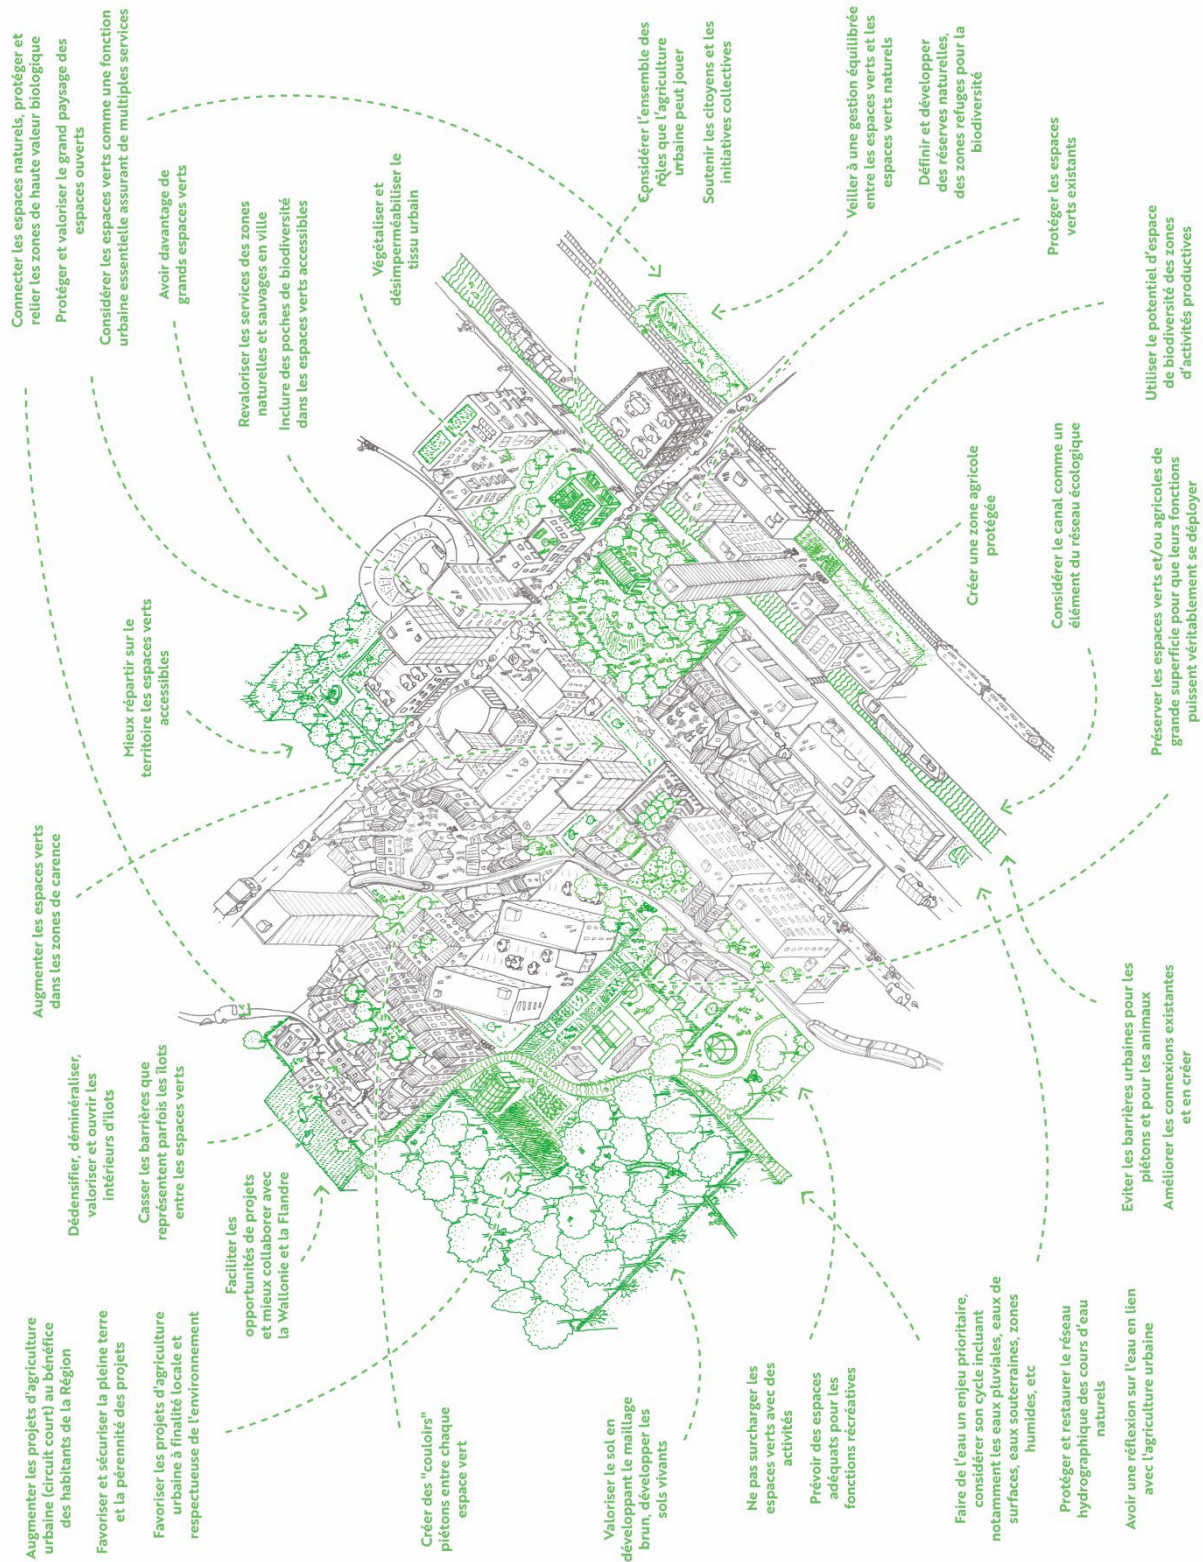 Augmenter les projets d'agriculture
urbaine (circuit court) au bénéfice
des habitants de la Région
Favoriser et sécuriser la pleine terre
et la pérennité des projets
Favoriser les projets d'agriculture
urbaine à finalité locale et
respectueuse de l'environnement
Dédensifier, déminéraliser,
valoriser et ouvrir les
intérieurs d'ilots
Casser les barrières que
représentent parfois les îlots
entre les espaces verts
Faciliter les
opportunités de projets
et mieux collaborer avec
la Wallonie et la Flandre
Augmenter les espaces verts
dans les zones de carence
Mieux répartir sur le
territoire les espaces verts
accessibles
Connecter les espaces naturels, protéger et
relier les zones de haute valeur biologique
Protéger et valoriser le grand paysage des
espaces ouverts
Considérer les espaces verts comme une fonction
urbaine essentielle assurant de multiples services
Avoir davantage de
grands espaces verts
Revaloriser les services des zones
naturelles et sauvages en ville
Inclure des poches de biodiversité
dans les espaces verts accessibles
Végétaliser et
désimperméabiliser le
tissu urbain
Créer des "couloirs"
piétons entre chaque
espace vert
Valoriser le sol en
développant le maillage
brun, développer les
sols vivants
Ne pas surcharger les
espaces verts avec des
activités
Prévoir des espaces
adéquats pour les
fonctions récréatives
Considérer l'ensemble des
rôles que l'agriculture
urbaine peut jouer
Soutenir les citoyens et les
initiatives collectives
Veiller à une gestion équilibrée
entre les espaces verts et les
espaces verts naturels
Définir et développer
des réserves naturelles,
des zones refuges pour la
biodiversité
Faire de l'eau un enjeu prioritaire,
considérer son cycle incluant
notamment les eaux pluviales, eaux de
surfaces, eaux souterraines, zones
humides, etc
Protéger et restaurer le réseau
hydrographique des cours d'eau
naturels
Avoir une réflexion sur l'eau en lien
avec l'agriculture urbaine
Eviter les barrières urbaines pour les
piétons et pour les animaux
Améliorer les connexions existantes
et en créer
Créer une zone agricole
protégée
Considérer le canal comme un
élément du réseau écologique
Préserver les espaces verts et/ou agricoles de
grande superficie pour que leurs fonctions
puissent véritablement se déployer
Protéger les espaces
verts existants
Utiliser le potentiel d'espace
de biodiversité des zones
d'activités productives